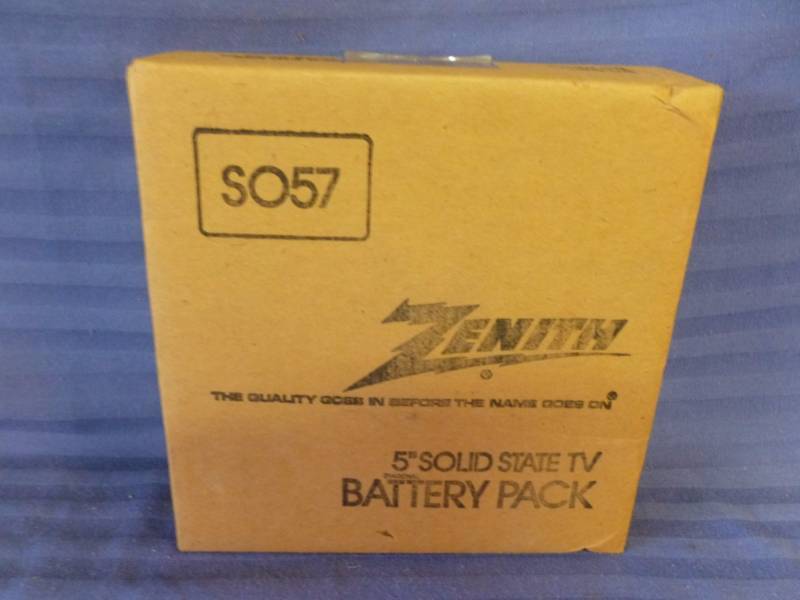 SO57
ZENITH®
THE QUALITY GOES IN BEFORE THE NAME GOES ON®
5" SOLID STATE TV
BATTERY PACK